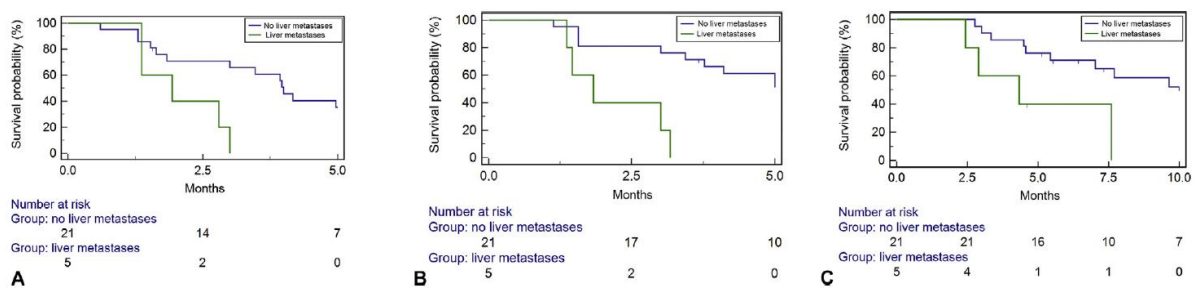 No liver metastases
Liver metastases
Survival probability (%)
100
80
60
40
20
0
0.0 2.5 5.0
Months
Number at risk
Group: no liver metastases
21 14 7
Group: liver metastases
5 2 0
A
No liver metastases
Liver metastases
Survival probability (%)
100
80
60
40
20
0
0.0 2.5 5.0
Months
Number at risk
Group: no liver metastases
21 17 10
Group: liver metastases
5 2 0
B
No liver metastases
Liver metastases
Survival probability (%)
100
80
60
40
20
0
0.0 2.5 5.0 7.5 10.0
Months
Number at risk
Group: no liver metastases
21 21 16 10 7
Group: liver metastases
5 4 1 1 0
C